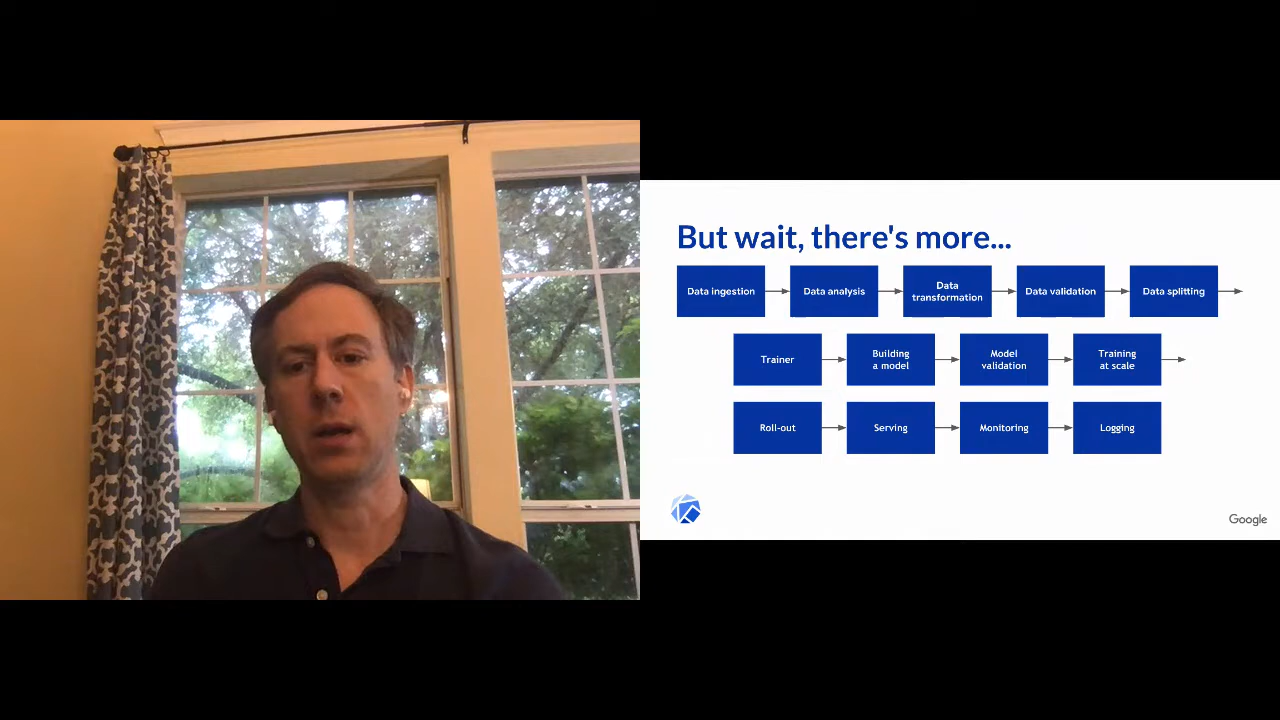 But wait, there's more...
Data ingestion
Data analysis
Data
transformation
Data validation
Data splitting
Trainer
Building
a model
Model
validation
Training
at scale
Roll-out
Serving
Monitoring
Logging
Google